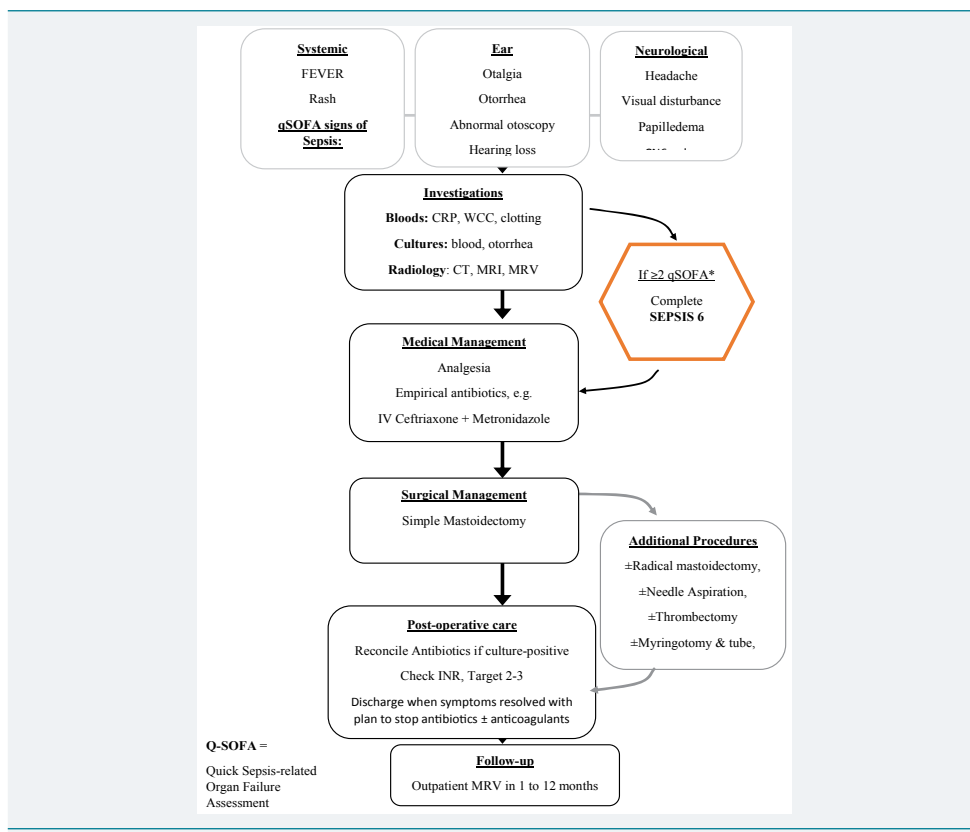 Systemic
FEVER
Rash
qSOFA signs of
Sepsis:
Ear
Otalgia
Otorrhea
Abnormal otoscopy
Hearing loss
Neurological
Headache
Visual disturbance
Papilledema
Investigations
Bloods: CRP, WCC, clotting
Cultures: blood, otorrhea
Radiology: CT, MRI, MRV
If ≥2 qSOFA*
Complete
SEPSIS 6
Medical Management
Analgesia
Empirical antibiotics, e.g.
IV Ceftriaxone + Metronidazole
Surgical Management
Simple Mastoidectomy
Additional Procedures
±Radical mastoidectomy,
±Needle Aspiration,
±Thrombectomy
±Myringotomy & tube,
Post-operative care
Reconcile Antibiotics if culture-positive
Check INR, Target 2-3
Discharge when symptoms resolved with
plan to stop antibiotics ± anticoagulants
Q-SOFA =
Quick Sepsis-related
Organ Failure
Assessment
Follow-up
Outpatient MRV in 1 to 12 months